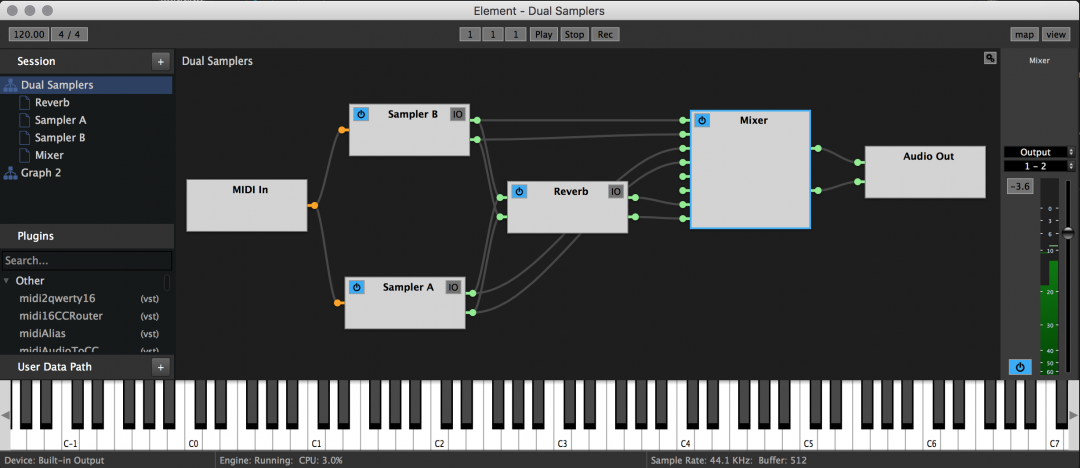 Element - Dual Samplers
120.00 4 / 4 1 1 1 Play Stop Rec map view
Session +
Dual Samplers
Reverb
Sampler A
Sampler B
Mixer
Graph 2
Plugins
Search...
Other
midi2qwerty16 (vst)
midi16CCRouter (vst)
midiAlias (vst)
midiAudioToCC (vst)
User Data Path +
Dual Samplers
Sampler B IO
MIDI In
Reverb IO
Sampler A IO
Mixer
Audio Out
Mixer
Output
1 - 2
-3.6
0
1
6
20
30
40
50
60
C-1 C0 C1 C2 C3 C4 C5 C6 C7
Device: Built-in Output Engine: Running: CPU: 3.0% Sample Rate: 44.1 KHz: Buffer: 512